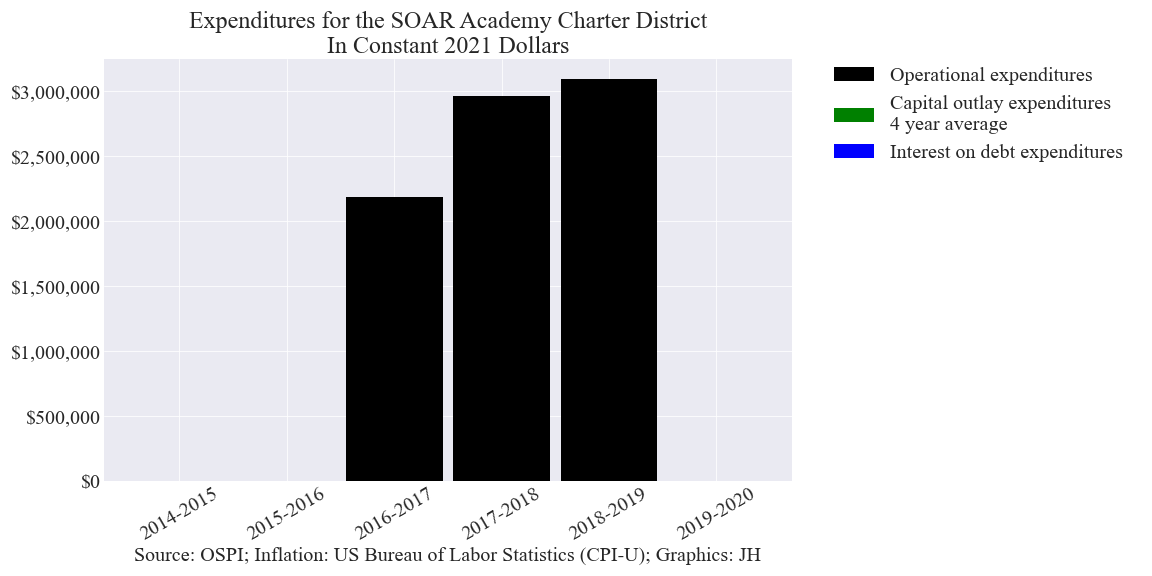 Expenditures for the SOAR Academy Charter District
In Constant 2021 Dollars
$3,000,000
$2,500,000
$2,000,000
$1,500,000
$1,000,000
$500,000
$0
2014-2015
2015-2016
2016-2017
2017-2018
2018-2019
2019-2020
Source: OSPI; Inflation: US Bureau of Labor Statistics (CPI-U); Graphics: JH
Operational expenditures
Capital outlay expenditures
4 year average
Interest on debt expenditures